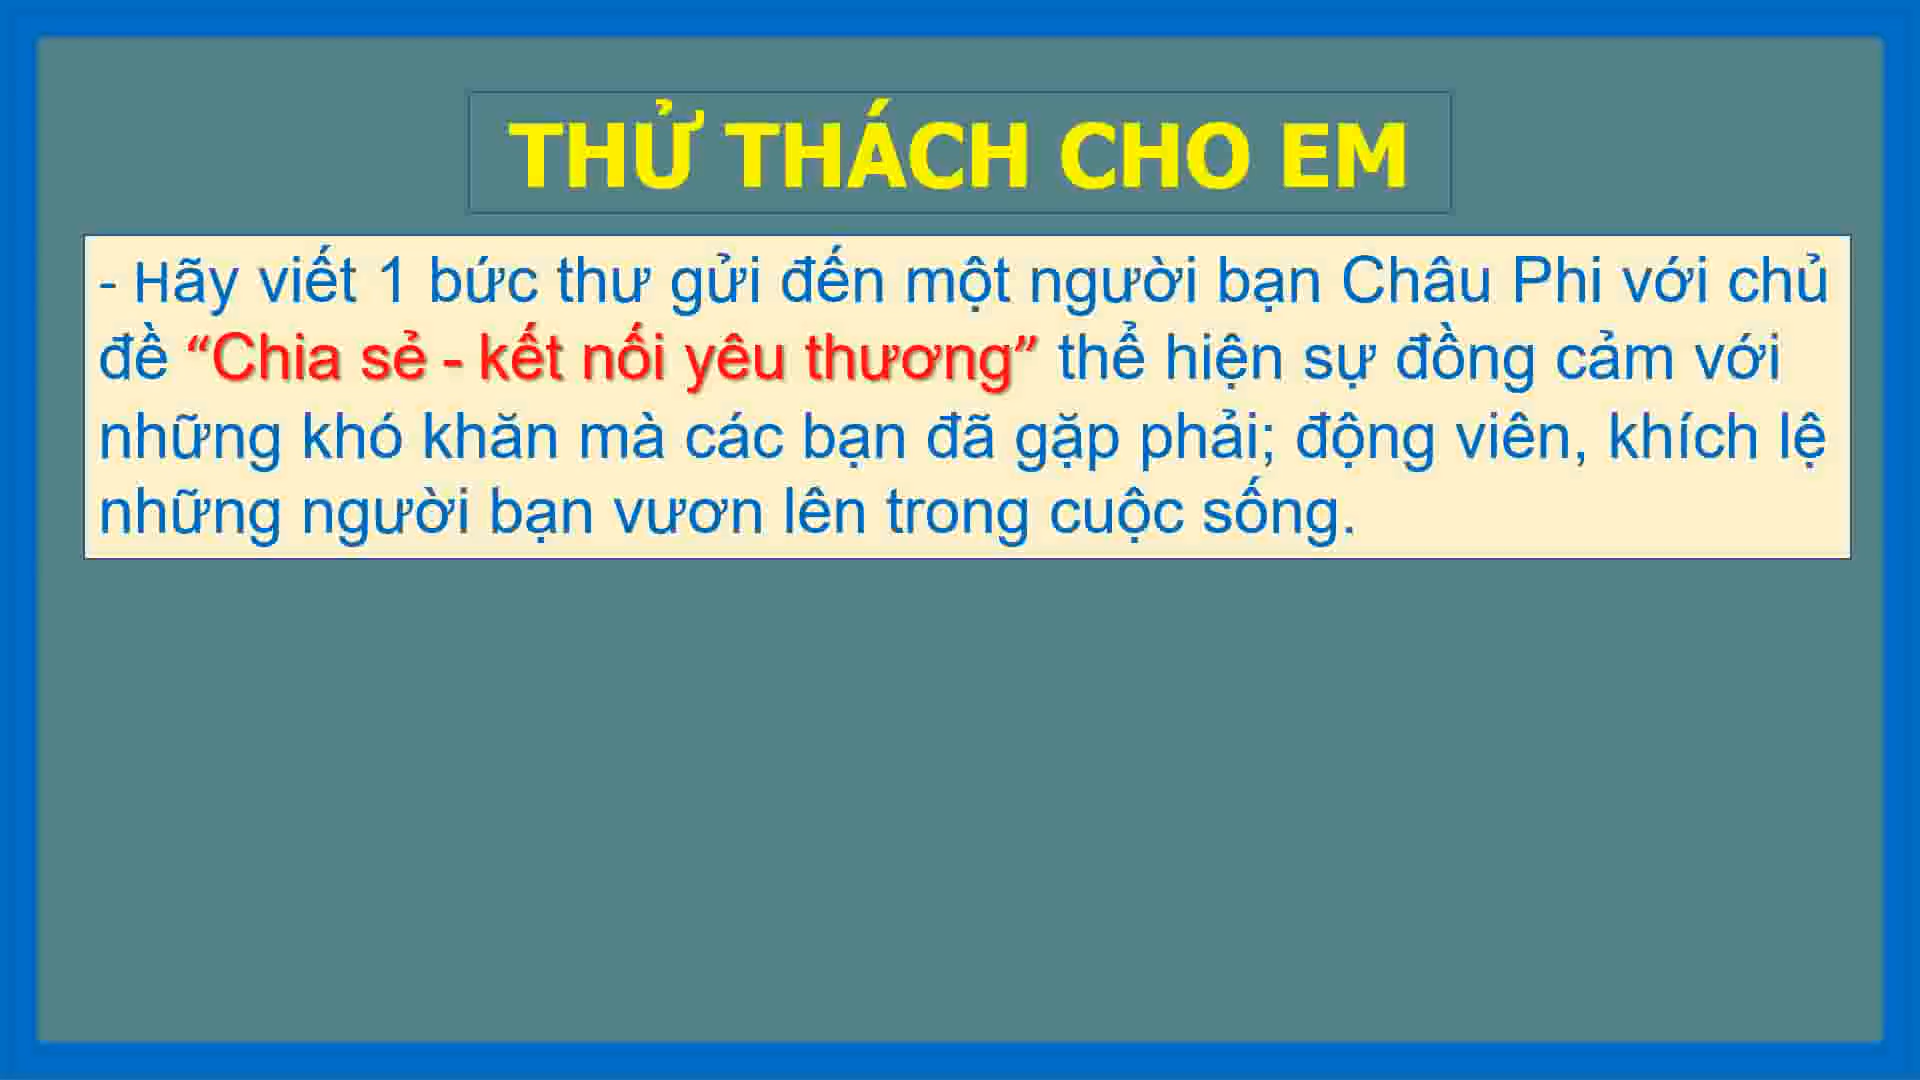 THỬ THÁCH CHO EM
- Hãy viết 1 bức thư gửi đến một người bạn Châu Phi với chủ
đề “Chia sẻ - kết nối yêu thương” thể hiện sự đồng cảm với
những khó khăn mà các bạn đã gặp phải; động viên, khích lệ
những người bạn vươn lên trong cuộc sống.